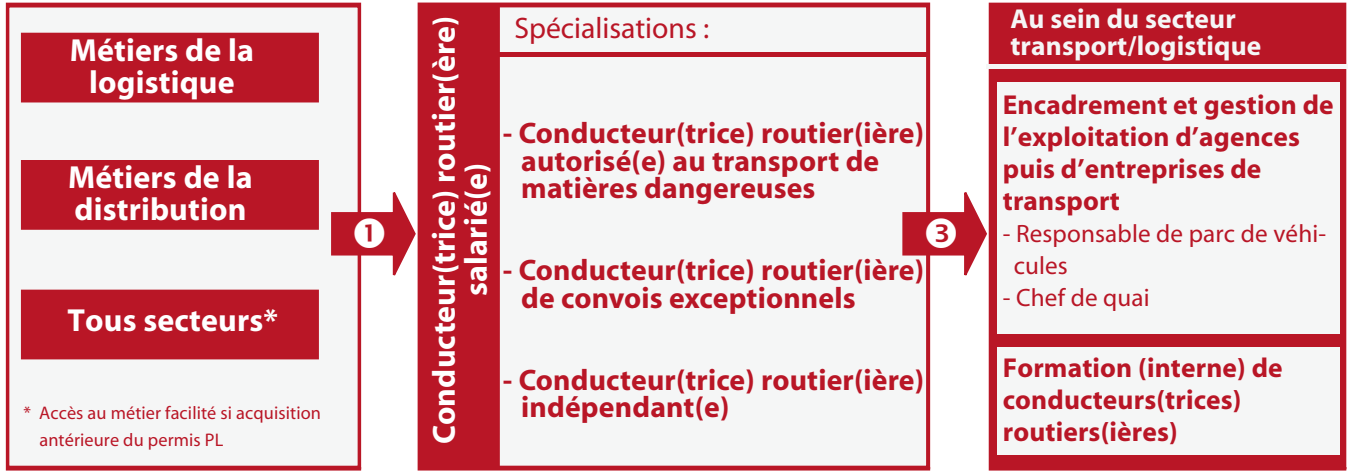 Métiers de la
logistique
Métiers de la
distribution
Tous secteurs*
* Accès au métier facilité si acquisition
antérieure du permis PL
1
Conducteur(trice) routier(ère)
salarié(e)
Spécialisations :
- Conducteur(trice) routier(ière)
autorisé(e) au transport de
matières dangereuses
- Conducteur(trice) routier(ière)
de convois exceptionnels
- Conducteur(trice) routier(ière)
indépendant(e)
3
Au sein du secteur
transport/logistique
Encadrement et gestion de
l’exploitation d’agences
puis d’entreprises de
transport
- Responsable de parc de véhi-
cules
- Chef de quai
Formation (interne) de
conducteurs(trices)
routiers(ières)